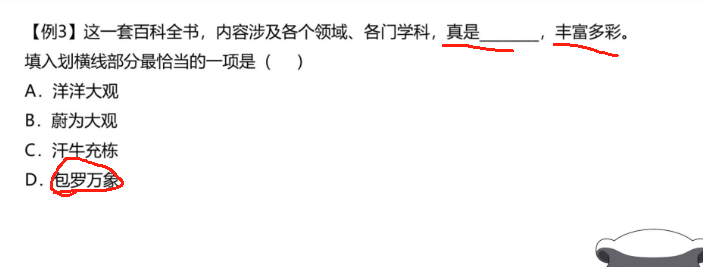 【例3】这一套百科全书，内容涉及各个领域、各门学科，真是________，丰富多彩。
填入划横线部分最恰当的一项是（    ）
A. 洋洋大观
B. 蔚为大观
C. 汗牛充栋
D. 包罗万象